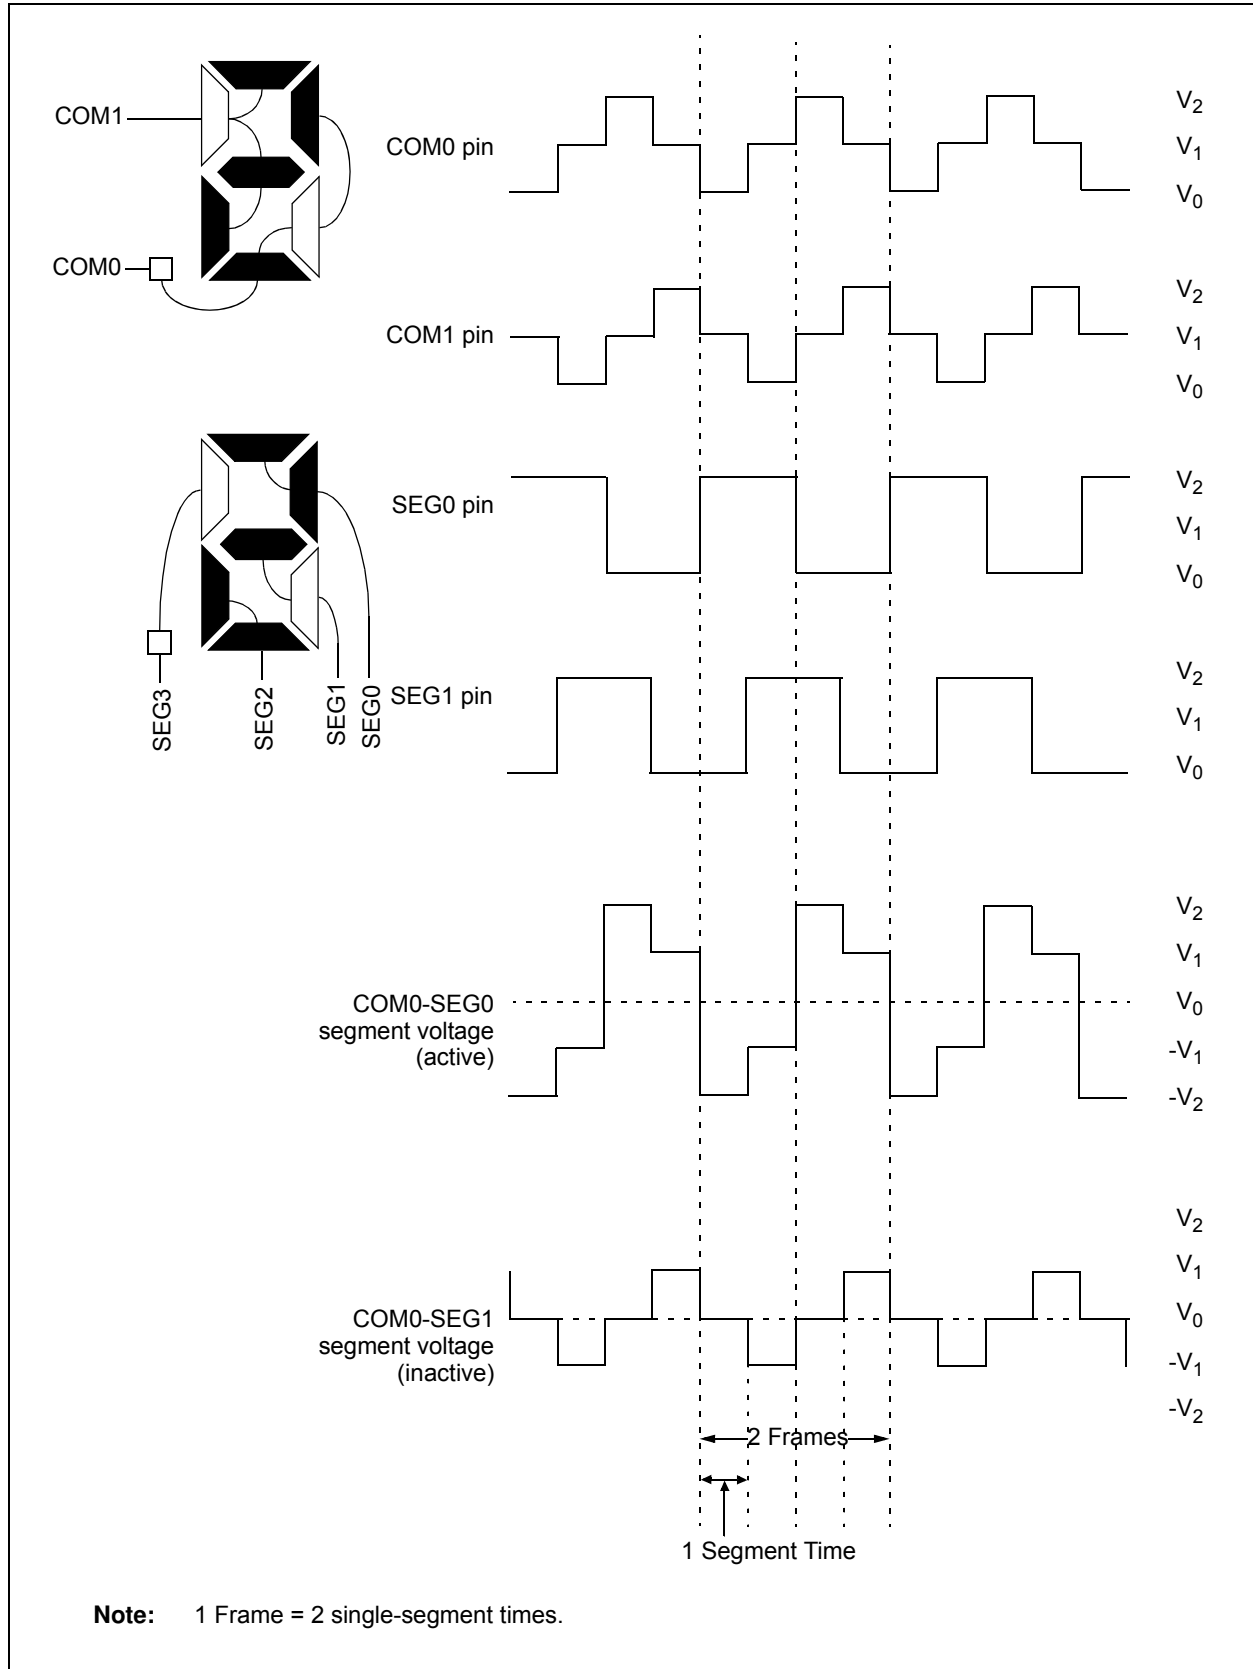 COM1
COM0
COM0 pin
V2
V1
V0
COM1 pin
V2
V1
V0
SEG3
SEG2
SEG1
SEG0
SEG0 pin
V2
V1
V0
SEG1 pin
V2
V1
V0
COM0-SEG0
segment voltage
(active)
V2
V1
V0
-V1
-V2
COM0-SEG1
segment voltage
(inactive)
V2
V1
V0
-V1
-V2
2 Frames
1 Segment Time
Note: 1 Frame = 2 single-segment times.